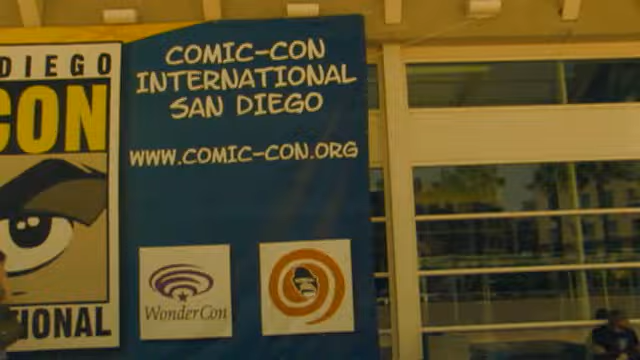 DIEGO
CON
IONAL
COMIC-CON
INTERNATIONAL
SAN DIEGO
WWW.COMIC-CON.ORG
WonderCon